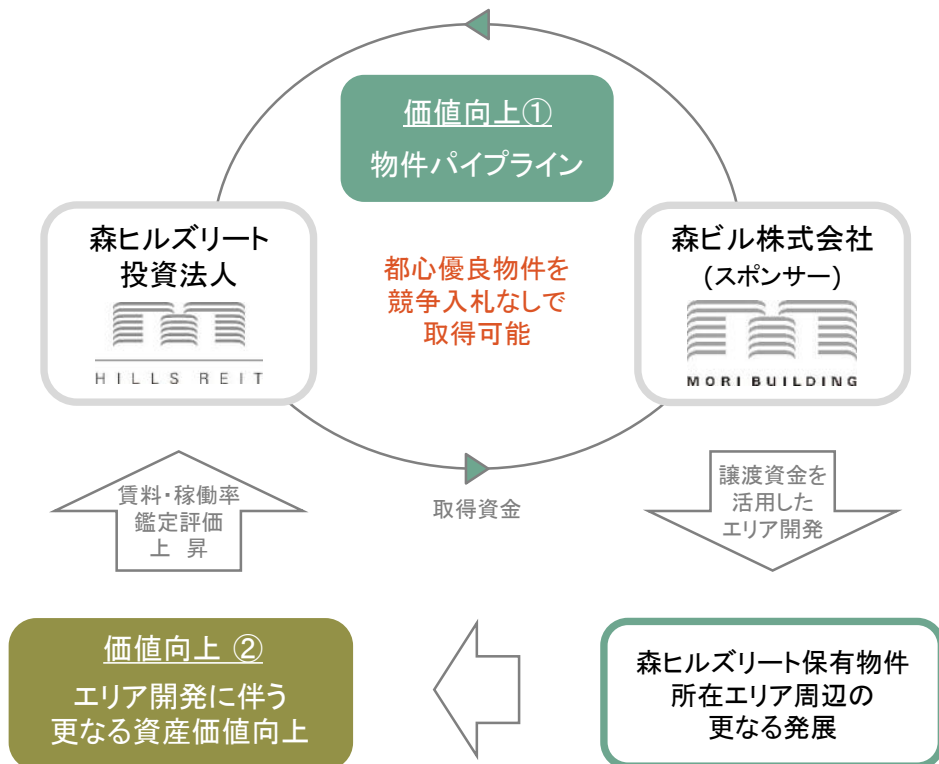 価値向上①
物件パイプライン
森ヒルズリート
投資法人
HILLS REIT
都心優良物件を
競争入札なしで
取得可能
森ビル株式会社
(スポンサー)
MORI BUILDING
賃料・稼働率
鑑定評価
上 昇
取得資金
譲渡資金を
活用した
エリア開発
価値向上 ②
エリア開発に伴う
更なる資産価値向上
森ヒルズリート保有物件
所在エリア周辺の
更なる発展